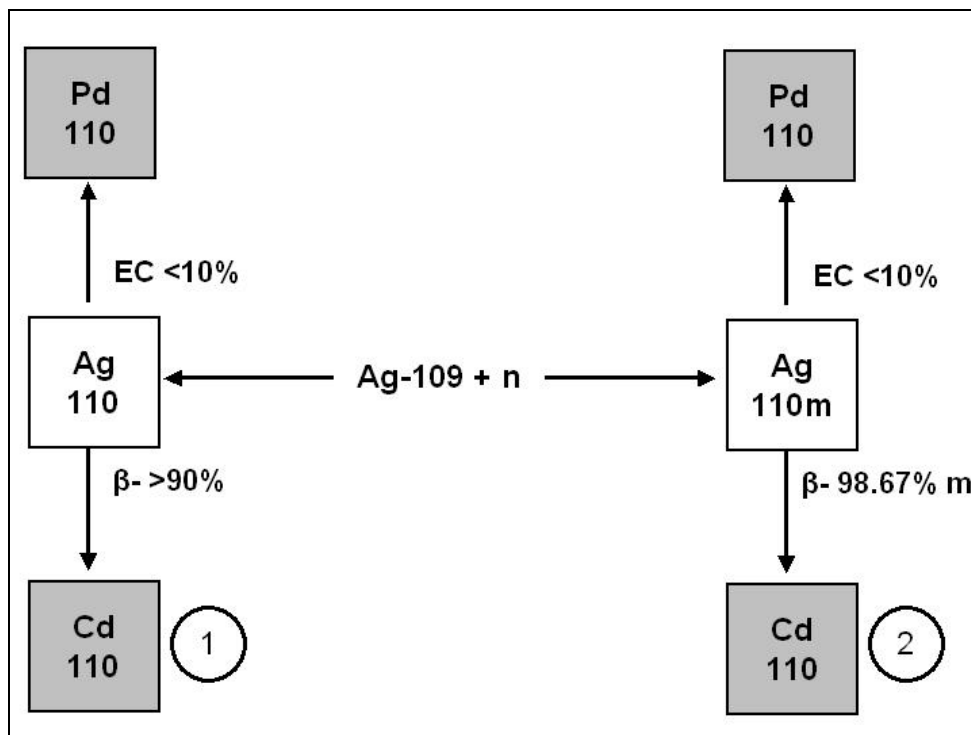 Pd
110
Pd
110
EC <10%
EC <10%
Ag
110
Ag-109 + n
Ag
110m
β- >90%
β- 98.67% m
Cd
110
1
Cd
110
2